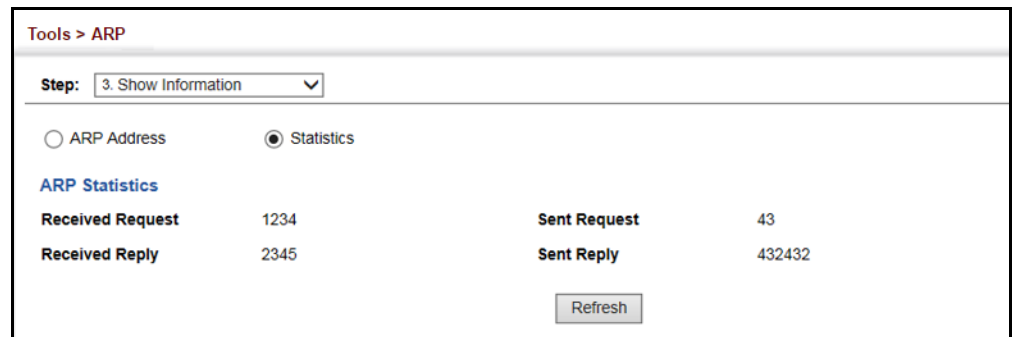 Tools > ARP
Step: 3. Show Information
ARP Address Statistics
ARP Statistics
Received Request 1234 Sent Request 43
Received Reply 2345 Sent Reply 432432
Refresh